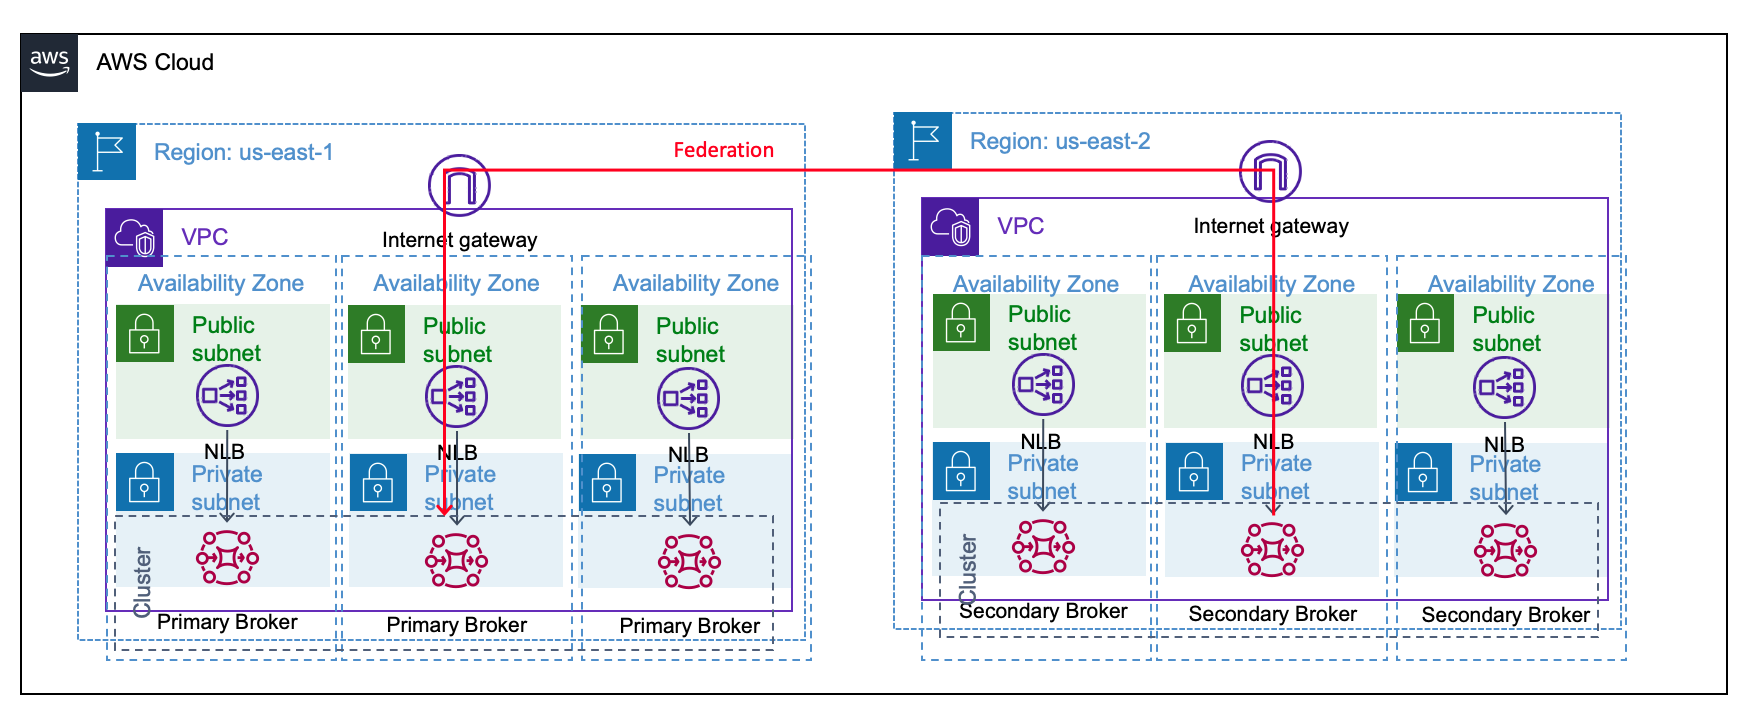 aws
AWS Cloud
Region: us-east-1
Federation
Region: us-east-2
VPC
Internet gateway
VPC
Internet gateway
Availability Zone
Availability Zone
Availability Zone
Availability Zone
Availability Zone
Availability Zone
Public
subnet
Public
subnet
Public
subnet
Public
subnet
Public
subnet
Public
subnet
NLB
NLB
NLB
NLB
NLB
NLB
Private
subnet
Private
subnet
Private
subnet
Private
subnet
Private
subnet
Private
subnet
Cluster
Cluster
Primary Broker
Primary Broker
Primary Broker
Secondary Broker
Secondary Broker
Secondary Broker